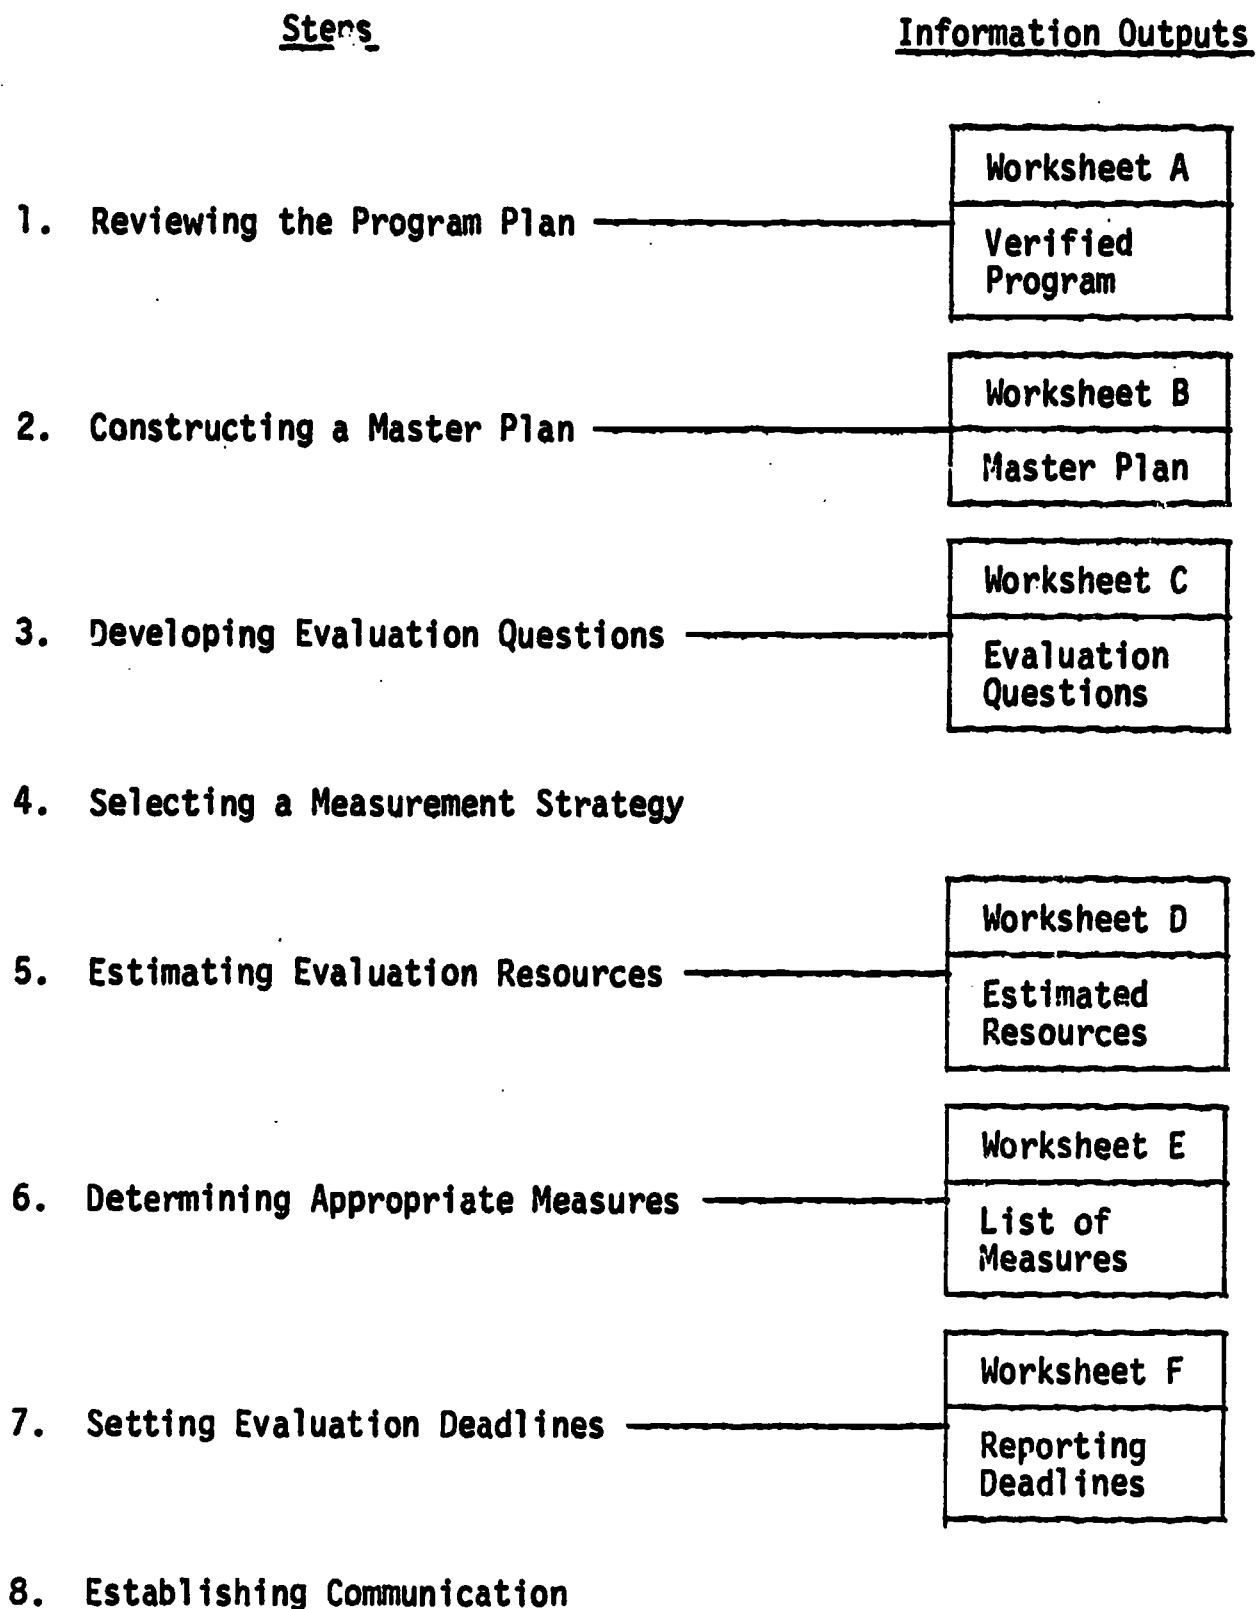 Steps
Information Outputs
Worksheet A
1. Reviewing the Program Plan
Verified
Program
Worksheet B
2. Constructing a Master Plan
Master Plan
Worksheet C
3. Developing Evaluation Questions
Evaluation
Questions
4. Selecting a Measurement Strategy
Worksheet D
5. Estimating Evaluation Resources
Estimated
Resources
Worksheet E
6. Determining Appropriate Measures
List of
Measures
Worksheet F
7. Setting Evaluation Deadlines
Reporting
Deadlines
8. Establishing Communication